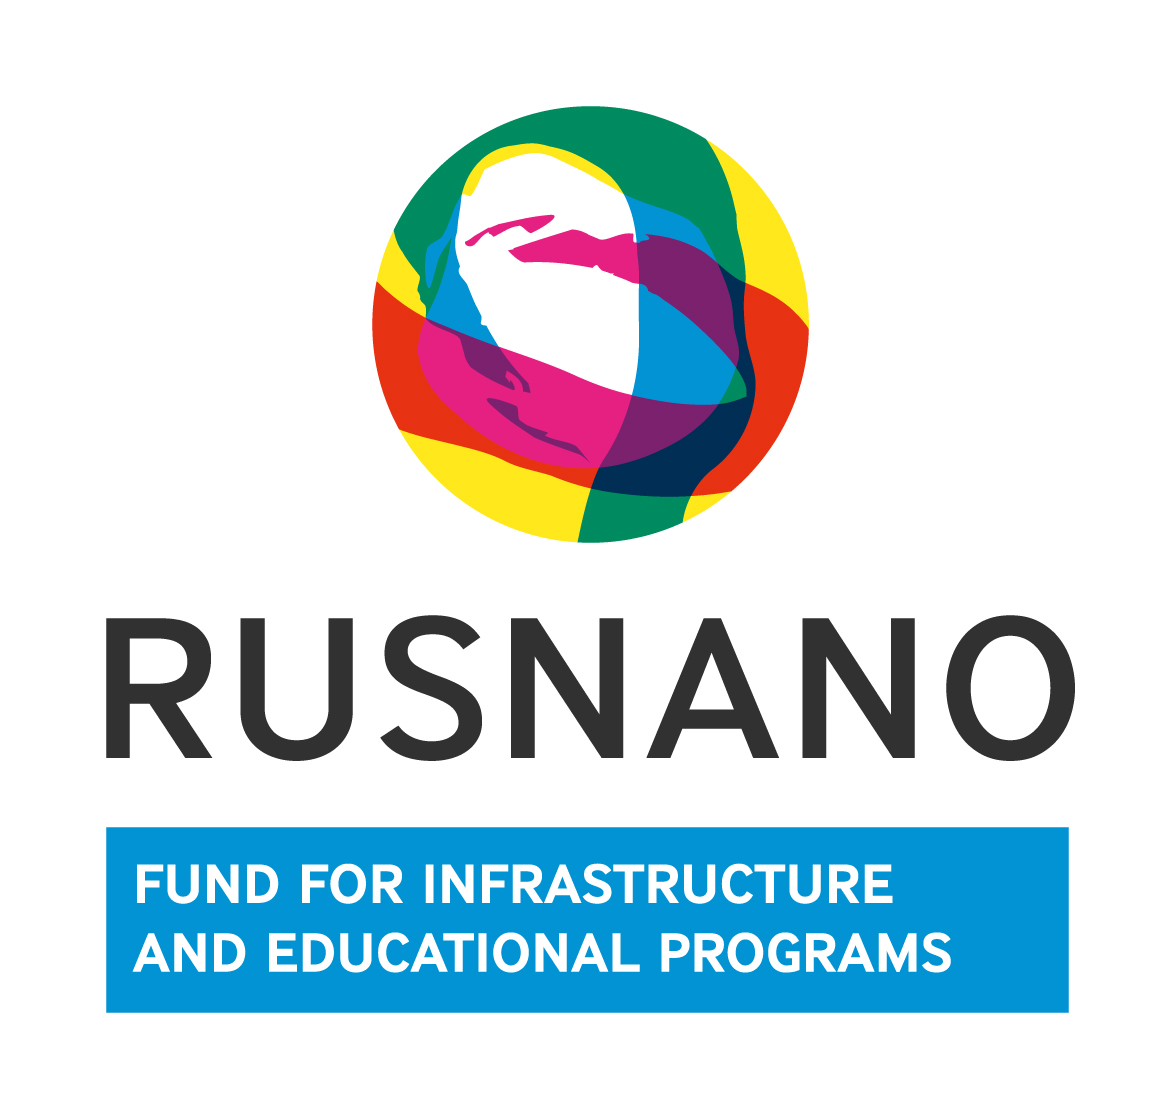 RUSNANO
FUND FOR INFRASTRUCTURE
AND EDUCATIONAL PROGRAMS